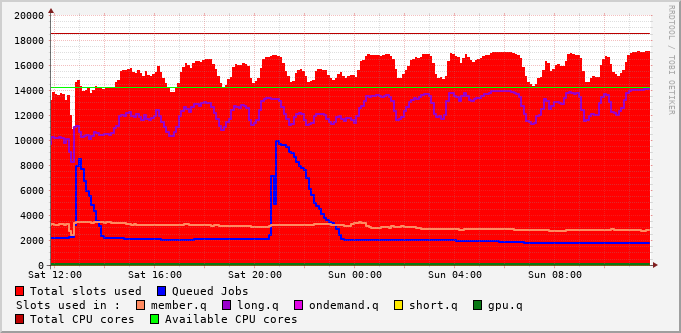 20000
18000
16000
14000
12000
10000
8000
6000
4000
2000
0
Sat 12:00 Sat 16:00 Sat 20:00 Sun 00:00 Sun 04:00 Sun 08:00
RRDTOOL / TOBI OETIKER
Total slots used Queued Jobs
Slots used in : member.q long.q ondemand.q short.q gpu.q
Total CPU cores Available CPU cores